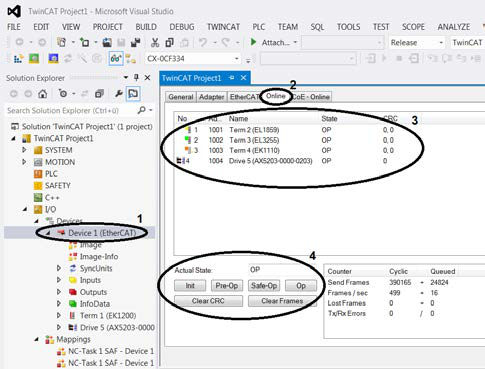 TwinCAT Project1 - Microsoft Visual Studio
FILE EDIT VIEW PROJECT BUILD DEBUG TWINCAT PLC TEAM SQL TOOLS TEST SCOPE ANALYZE
Attach... Release TwinCAT
CX-0CF334
Solution Explorer
Search Solution Explorer (Ctrl+ü)
Solution 'TwinCAT Project1' (1 project)
TwinCAT Project1
SYSTEM
MOTION
PLC
SAFETY
C++
I/O
Devices
1
Device 1 (EtherCAT)
Image
Image-Info
SyncUnits
Inputs
Outputs
InfoData
Term 1 (EK1200)
Drive 5 (AX5203-0000-0203)
Mappings
NC-Task 1 SAF - Device 1
NC-Task 1 SAF - Device 1
TwinCAT Project1
2
General Adapter EtherCAT Online CoE - Online
No Addr Name State CRC
3
1 1001 Term 2 (EL1859) OP 0, 0
2 1002 Term 3 (EL3255) OP 0, 0
3 1003 Term 4 (EK1110) OP 0, 0
4 1004 Drive 5 (AX5203-0000-0203) OP 0
4
Actual State: OP
Init Pre-Op Safe-Op Op
Clear CRC Clear Frames
Counter Cyclic Queued
Send Frames 390165 + 24824
Frames / sec 499 + 16
Lost Frames 0 + 0
Tx/Rx Errors 0 / 0